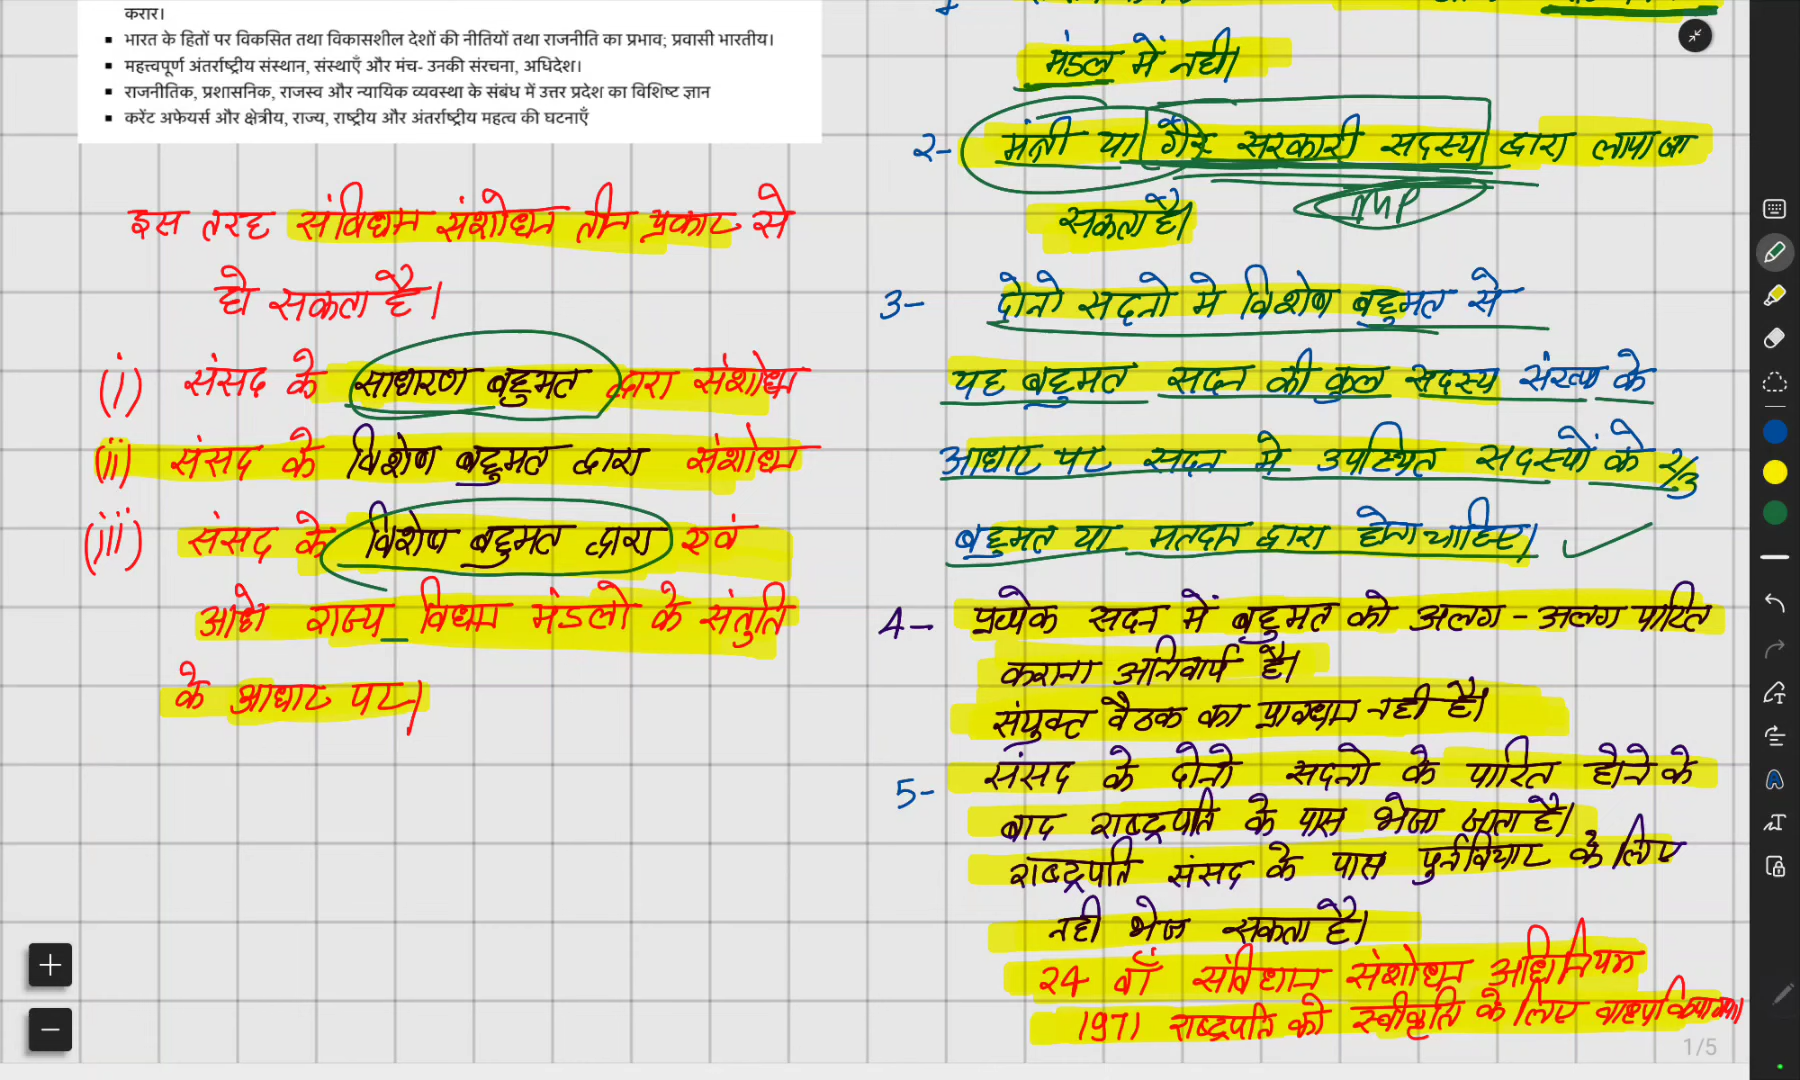 करार।
▪ भारत के हितों पर विकसित तथा विकासशील देशों की नीतियों तथा राजनीति का प्रभाव; प्रवासी भारतीय।
▪ महत्त्वपूर्ण अंतर्राष्ट्रीय संस्थान, संस्थाएँ और मंच- उनकी संरचना, अधिदेश।
▪ राजनीतिक, प्रशासनिक, राजस्व और न्यायिक व्यवस्था के संबंध में उत्तर प्रदेश का विशिष्ट ज्ञान
▪ करेंट अफेयर्स और क्षेत्रीय, राज्य, राष्ट्रीय और अंतर्राष्ट्रीय महत्व की घटनाएँ
इस तरह संविधान संशोधन तीन प्रकार से
हो सकता है।
(i) संसद के साधारण बहुमत द्वारा संशोधन
(ii) संसद के विशेष बहुमत द्वारा संशोधन
(iii) संसद के विशेष बहुमत द्वारा एवं
आधे राज्य विधान मंडलो के संतुति
के आधार पर।
मंडल में नही।
2- मंत्री या गैर सरकारी सदस्य द्वारा लाया जा
MP
सकता है।
3- दोनो सदनो मे विशेष बहुमत से
यह बहुमत सदन की कुल सदस्य संख्या के
आधार पर सदन मे उपस्थित सदस्यों के 2/3
बहुमत या मतदान द्वारा होना चाहिए।
4- प्रत्येक सदन में बहुमत को अलग - अलग पारित
कराना अनिवार्य है।
संयुक्त बैठक का प्रावधान नही है।
5- संसद के दोनो सदनो के पारित होने के
बाद राष्ट्रपति के पास भेजा जाता है।
राष्ट्रपति संसद के पास पुर्नविचार के लिए
नही भेज सकता है।
24 वाँ संविधान संशोधन अधिनियम
1971 राष्ट्रपति को स्वीकृति के लिए
1/5